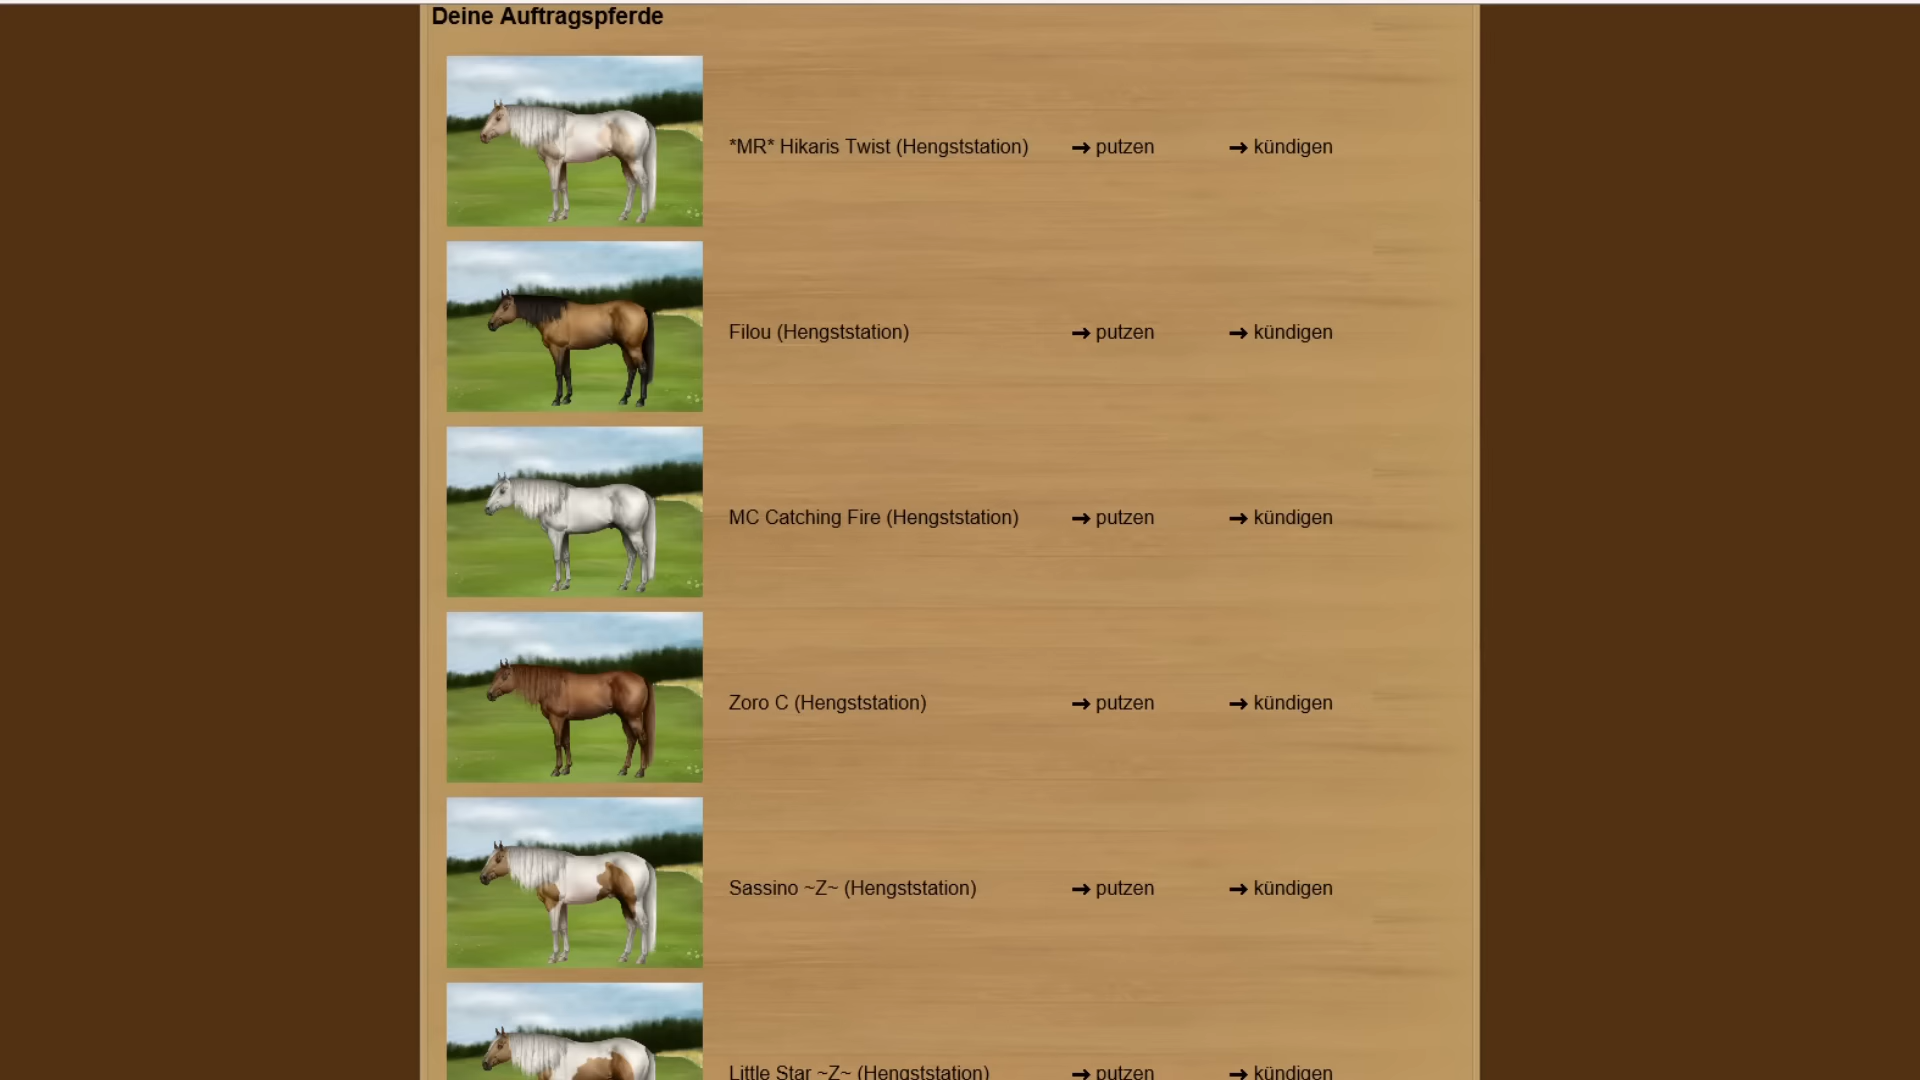 Deine Auftragspferde
*MR* Hikaris Twist (Hengststation) → putzen → kündigen
Filou (Hengststation) → putzen → kündigen
MC Catching Fire (Hengststation) → putzen → kündigen
Zoro C (Hengststation) → putzen → kündigen
Sassino ~Z~ (Hengststation) → putzen → kündigen
Little Star ~Z~ (Hengststation) → putzen → kündigen